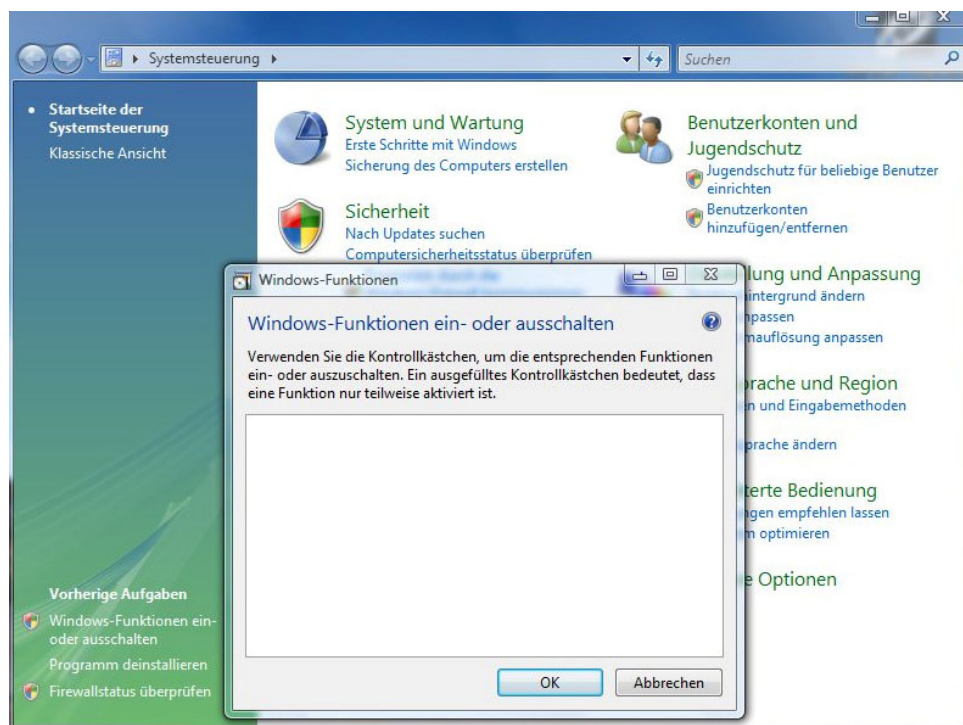 Systemsteuerung
Suchen
Startseite der
Systemsteuerung
Klassische Ansicht
System und Wartung
Erste Schritte mit Windows
Sicherung des Computers erstellen
Sicherheit
Nach Updates suchen
Computersicherheitsstatus überprüfen
Benutzerkonten und
Jugendschutz
Jugendschutz für beliebige Benutzer
einrichten
Benutzerkonten
hinzufügen/entfernen
lung und Anpassung
intergrund ändern
npassen
mauflösung anpassen
prache und Region
n und Eingabemethoden
prache ändern
terte Bedienung
ngen empfehlen lassen
m optimieren
e Optionen
Windows-Funktionen
Windows-Funktionen ein- oder ausschalten
Verwenden Sie die Kontrollkästchen, um die entsprechenden Funktionen
ein- oder auszuschalten. Ein ausgefülltes Kontrollkästchen bedeutet, dass
eine Funktion nur teilweise aktiviert ist.
OK
Abbrechen
Vorherige Aufgaben
Windows-Funktionen ein-
oder ausschalten
Programm deinstallieren
Firewallstatus überprüfen